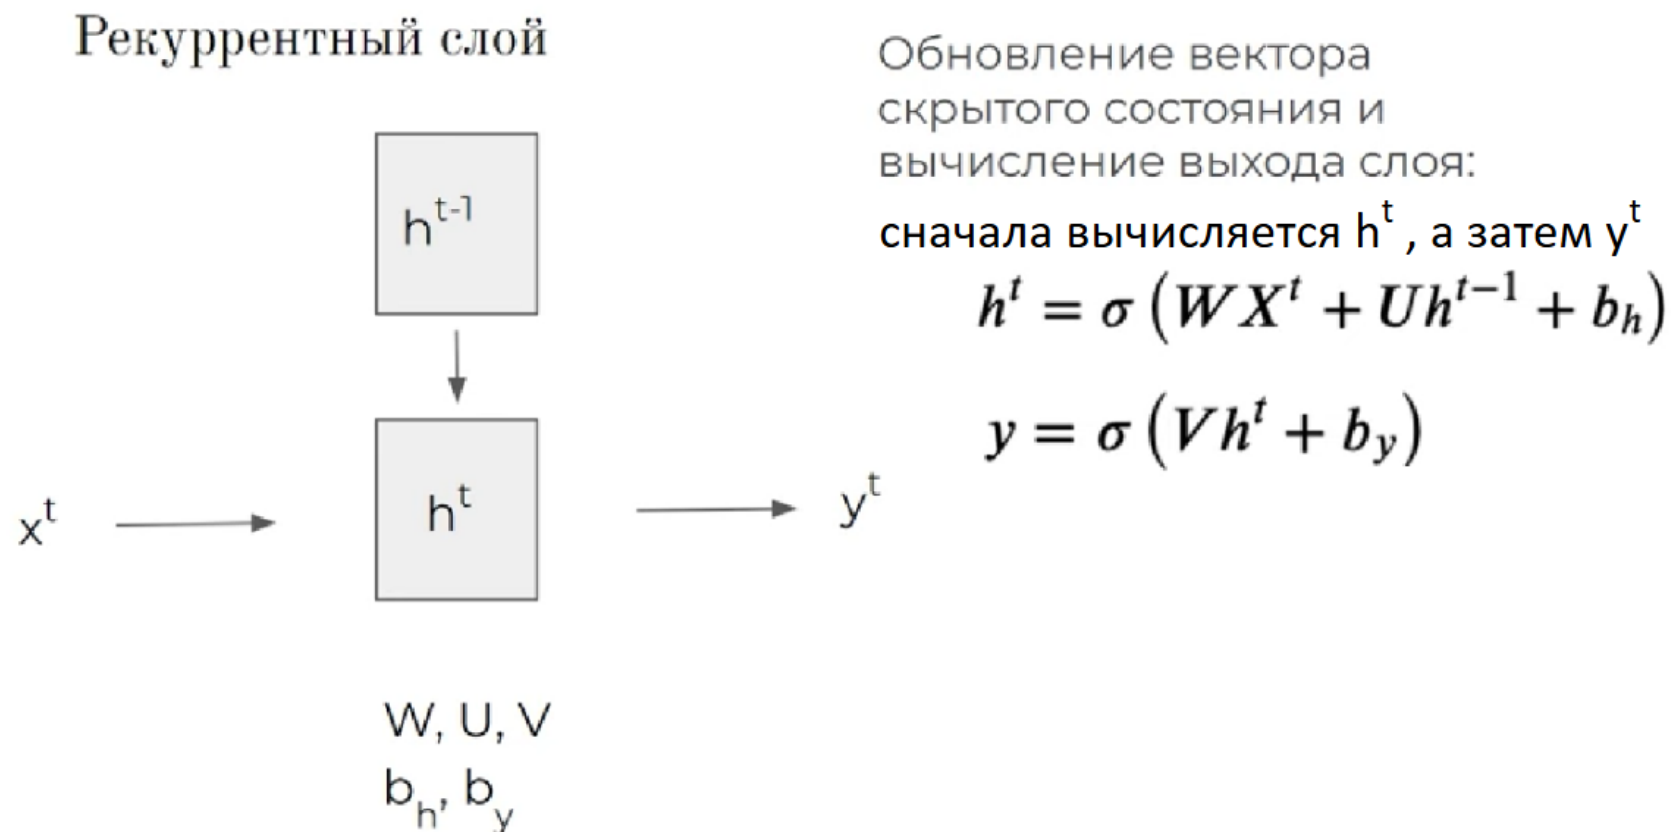 Рекуррентный слой
h^{t-1}
h^t
x^t
y^t
W, U, V
b_h, b_y
Обновление вектора
скрытого состояния и
вычисление выхода слоя:
сначала вычисляется h^t , а затем y^t
h^t = σ (WX^t + Uh^{t−1} + b_h)
y = σ (Vh^t + b_y)